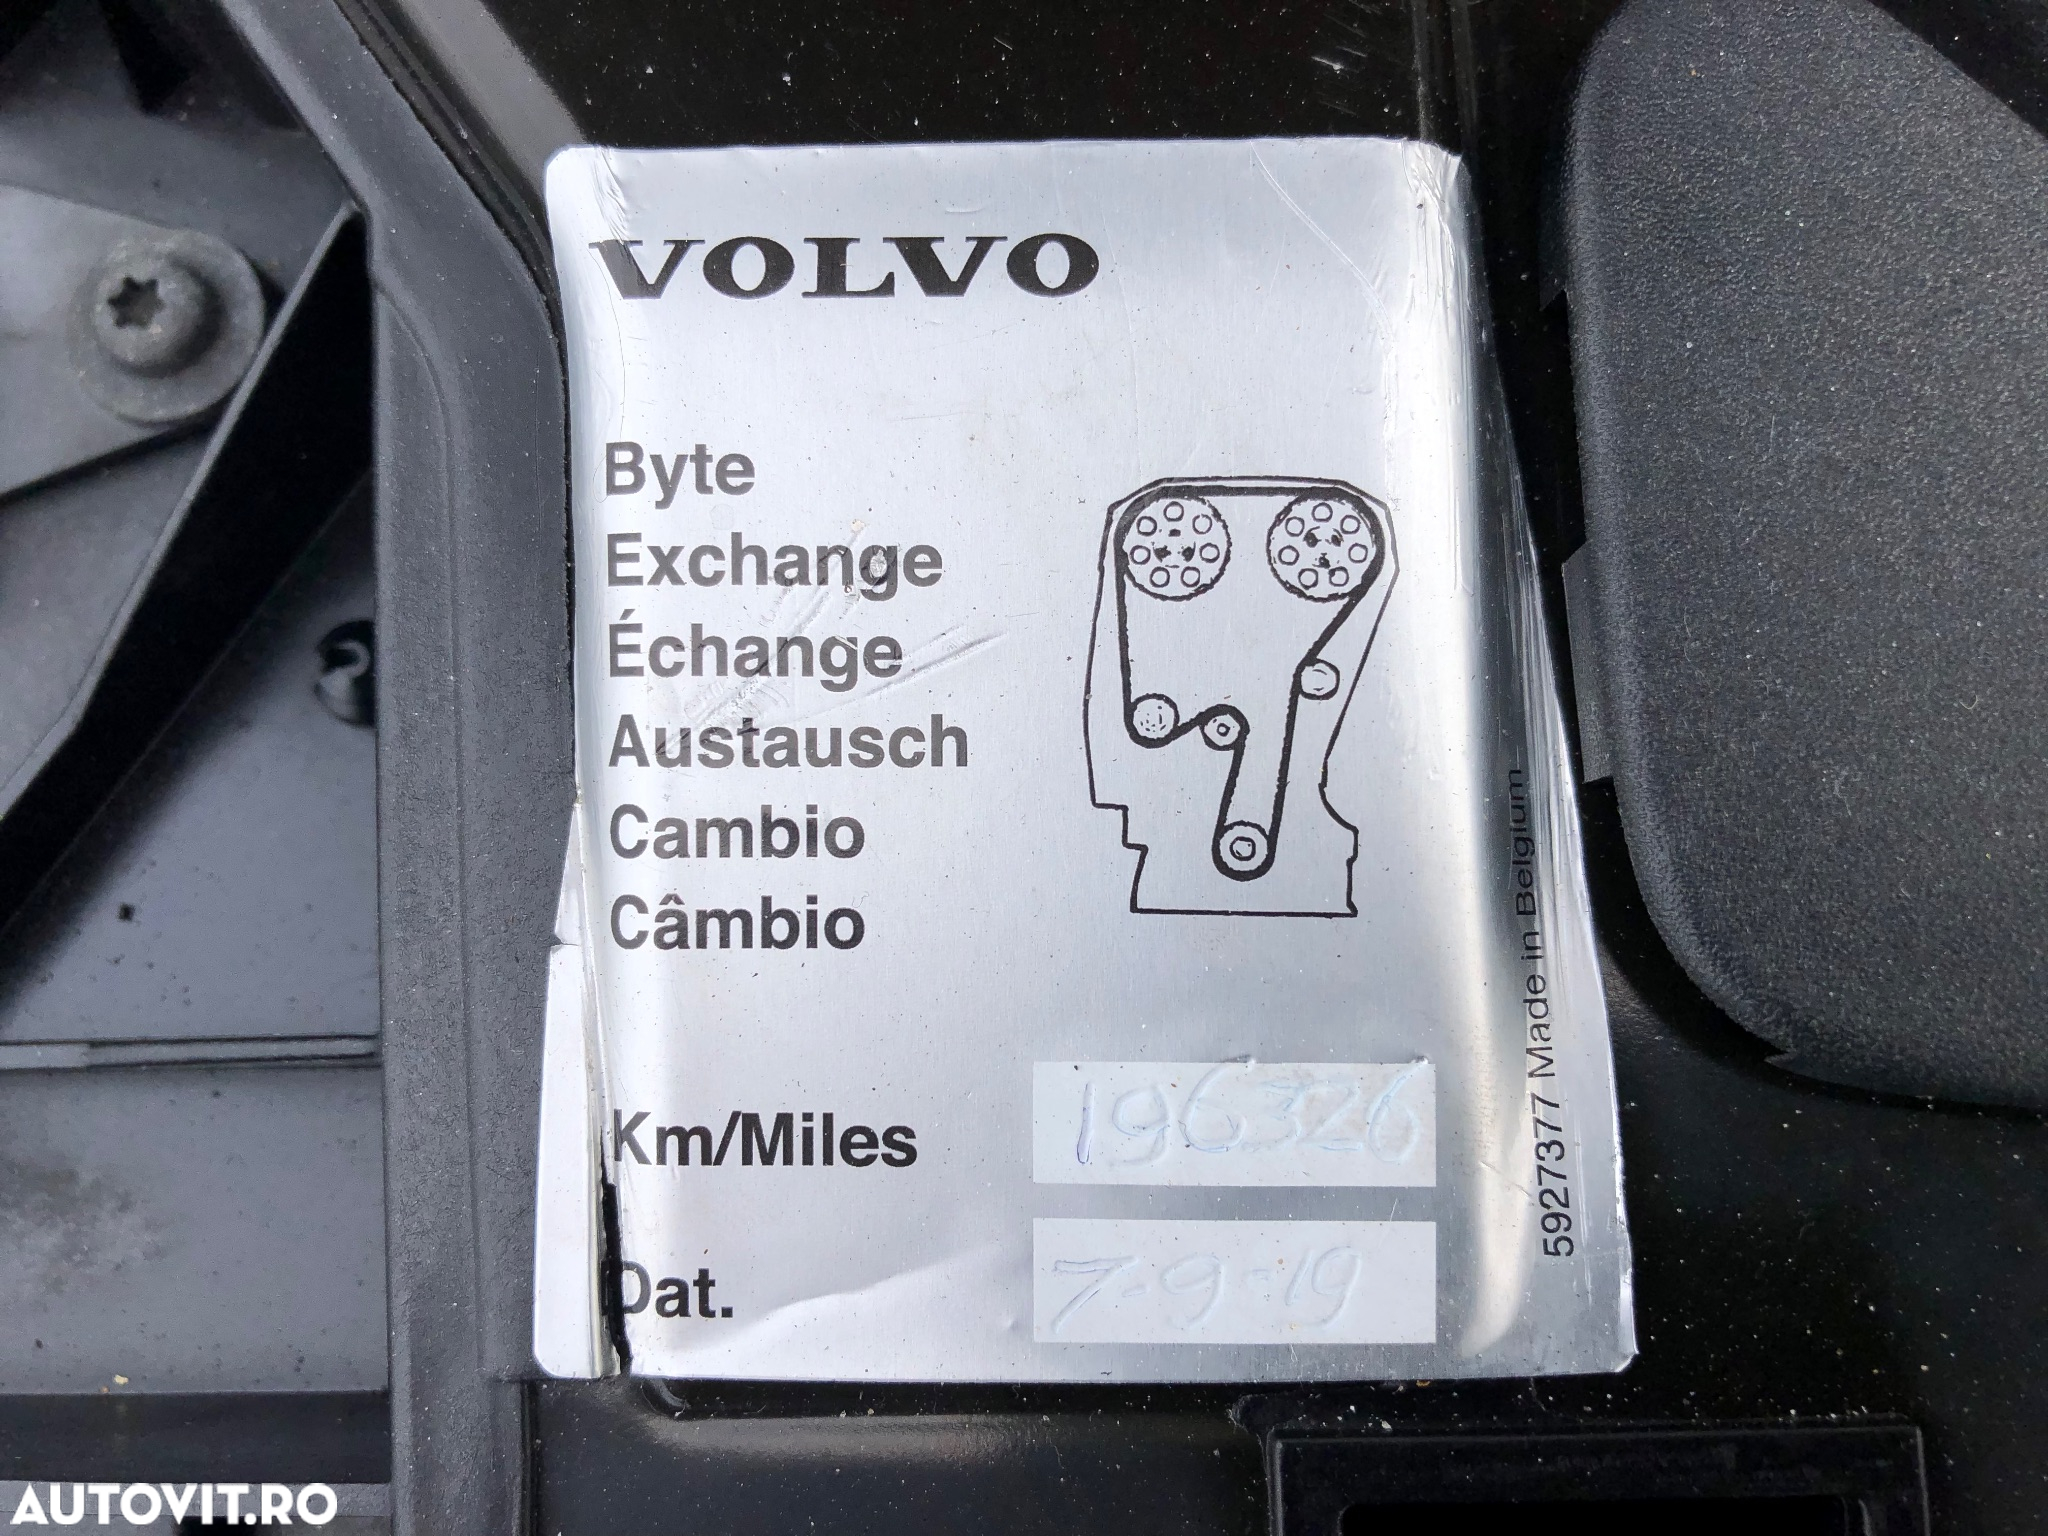 VOLVO
Byte
Exchange
Échange
Austausch
Cambio
Câmbio
Km/Miles 196326
Dat. 7-9-19
5927377 Made in Belgium
AUTOVIT.RO